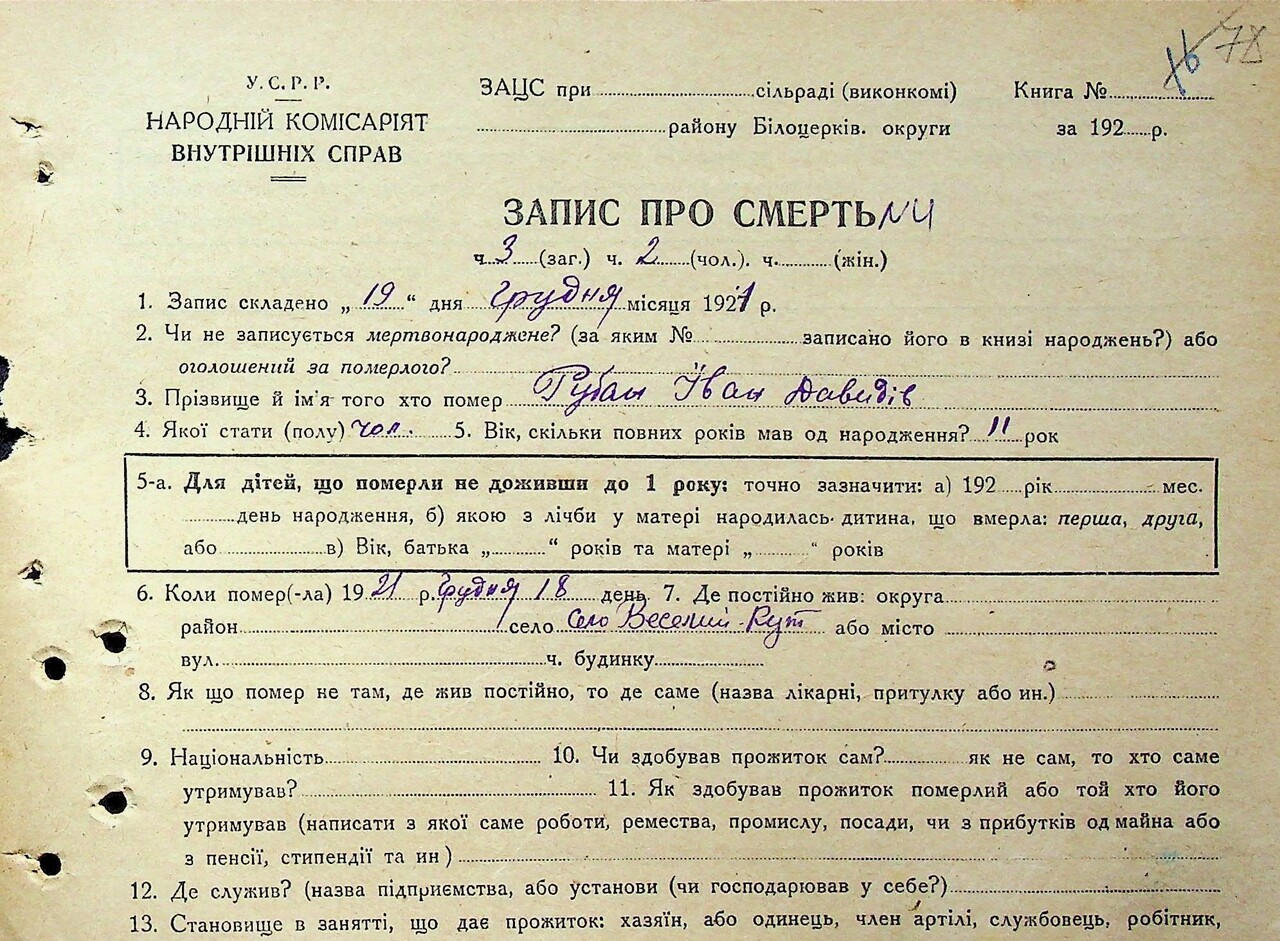 78
У.С.Р.Р.
НАРОДНІЙ КОМІСАРІЯТ
ВНУТРІШНІХ СПРАВ
ЗАЦС при ........ сільраді (виконкомі)
........ району Білоцерків. округи
Книга № ........
за 192......р.
ЗАПИС ПРО СМЕРТЬ N4
ч. 3 (заг.) ч. 2 (чол.). ч. ........ (жін.)
1. Запис складено „ 19 “ дня грудня місяця 1921 р.
2. Чи не записується мертвонароджене? (за яким № ........ записано його в книзі народжень?) або
оголошений за померлого? ........
3. Прізвище й ім'я того хто помер Рубан Іван Давидів
4. Якої стати (полу) чол. 5. Вік, скільки повних років мав од народження? 11 рок
5-а. Для дітей, що померли не доживши до 1 року: точно зазначити: а) 192 ....рік ........ мес.
........ день народження, б) якою з лічби у матері народилась дитина, що вмерла: перша, друга,
або ........ в) Вік, батька „........“ років та матері „........“ років
6. Коли помер(-ла) 1921 р. Грудня 18 день 7. Де постійно жив: округа ........
район ........ село село Веселий-Кут або місто ........
вул. ........ ч. будинку ........
8. Як що помер не там, де жив постійно, то де саме (назва лікарні, притулку або ин.) ........
9. Національність ........ 10. Чи здобував прожиток сам? ........ як не сам, то хто саме
утримував? ........ 11. Як здобував прожиток померлий або той хто його
утримував (написати з якої саме роботи, ремества, промислу, посади, чи з прибутків од майна або
з пенсії, стипендії та ин) ........
12. Де служив? (назва підприємства, або установи (чи господарював у себе?) ........
13. Становище в занятті, що дає прожиток: хазяїн, або одинець, член артілі, службовець, робітник,